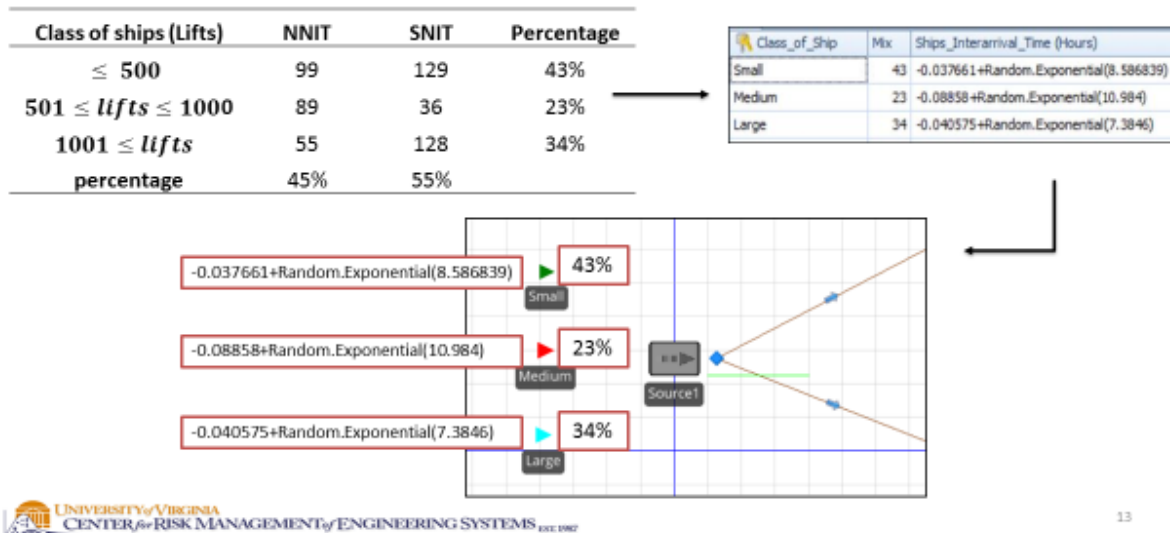 Class of ships (Lifts) NNIT SNIT Percentage
≤ 500 99 129 43%
501 ≤ lifts ≤ 1000 89 36 23%
1001 ≤ lifts 55 128 34%
percentage 45% 55%
Class_of_Ship Mix Ships_Interarrival_Time (Hours)
Small 43 -0.037661+Random.Exponential(8.586839)
Medium 23 -0.08858+Random.Exponential(10.984)
Large 34 -0.040575+Random.Exponential(7.3846)
-0.037661+Random.Exponential(8.586839) 43%
Small
-0.08858+Random.Exponential(10.984) 23%
Medium
Source1
-0.040575+Random.Exponential(7.3846) 34%
Large
UNIVERSITY of VIRGINIA
CENTER for RISK MANAGEMENT of ENGINEERING SYSTEMS EST. 1987
13